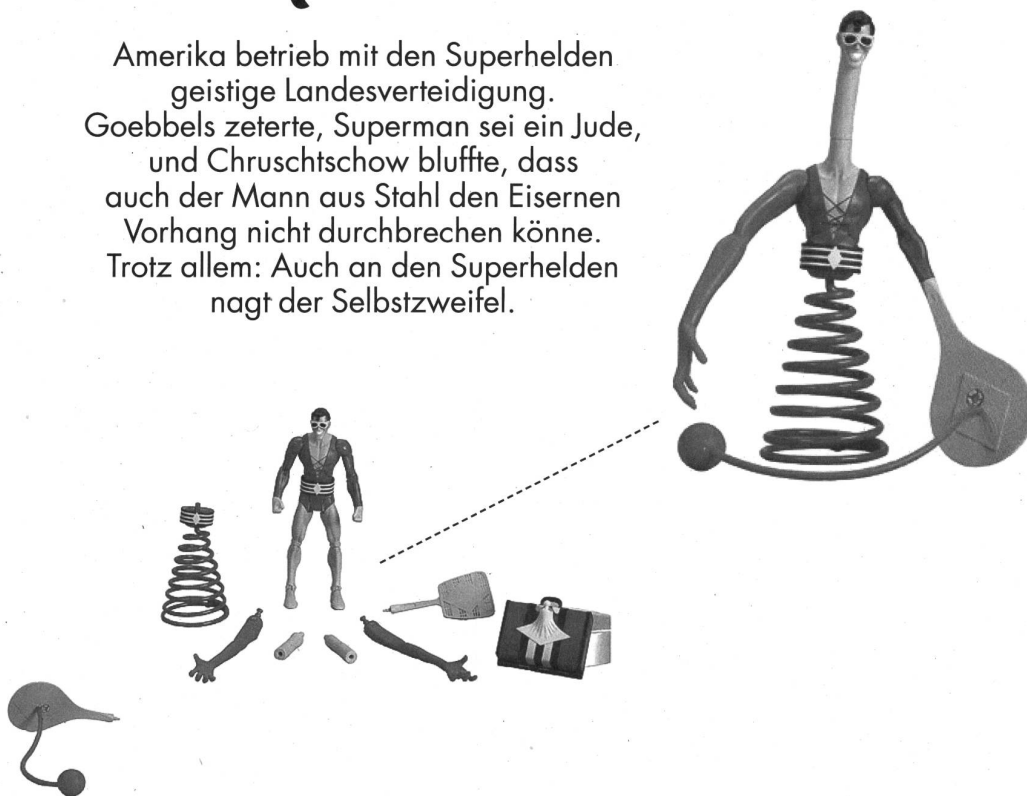 Amerika betrieb mit den Superhelden
geistige Landesverteidigung.
Goebbels zeterte, Superman sei ein Jude,
und Chruschtschow bluffte, dass
auch der Mann aus Stahl den Eisernen
Vorhang nicht durchbrechen könne.
Trotz allem: Auch an den Superhelden
nagt der Selbstzweifel.